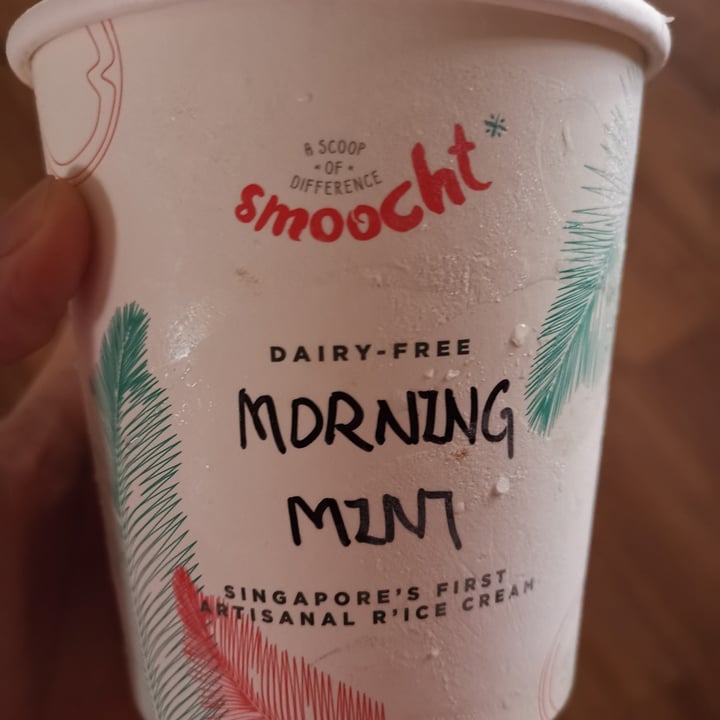 A SCOOP
• OF •
DIFFERENCE
smoocht*
DAIRY-FREE
MORNING
MINT
SINGAPORE'S FIRST
ARTISANAL R'ICE CREAM